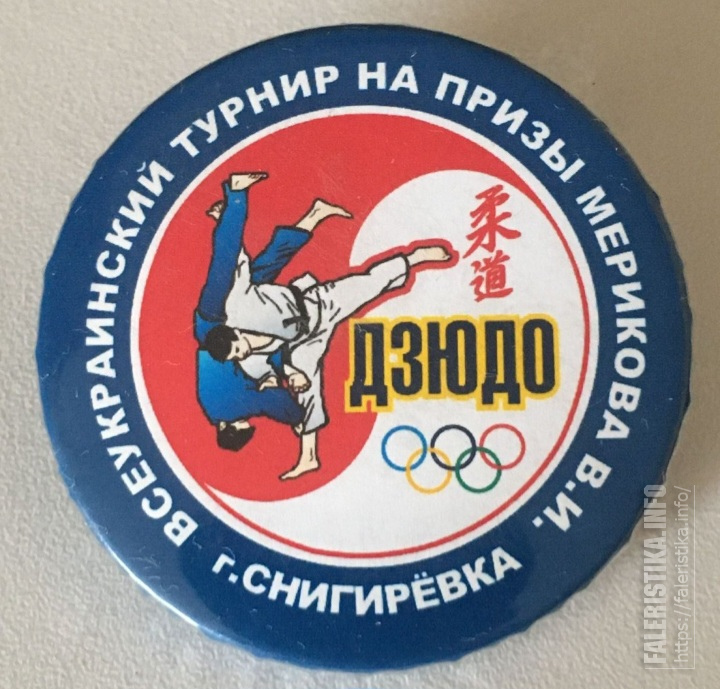 ВСЕУКРАИНСКИЙ ТУРНИР НА ПРИЗЫ МЕРИКОВА В.И.
柔道
ДЗЮДО
г.СНИГИРЁВКА
FALERISTIKA.INFO
https://faleristika.info/